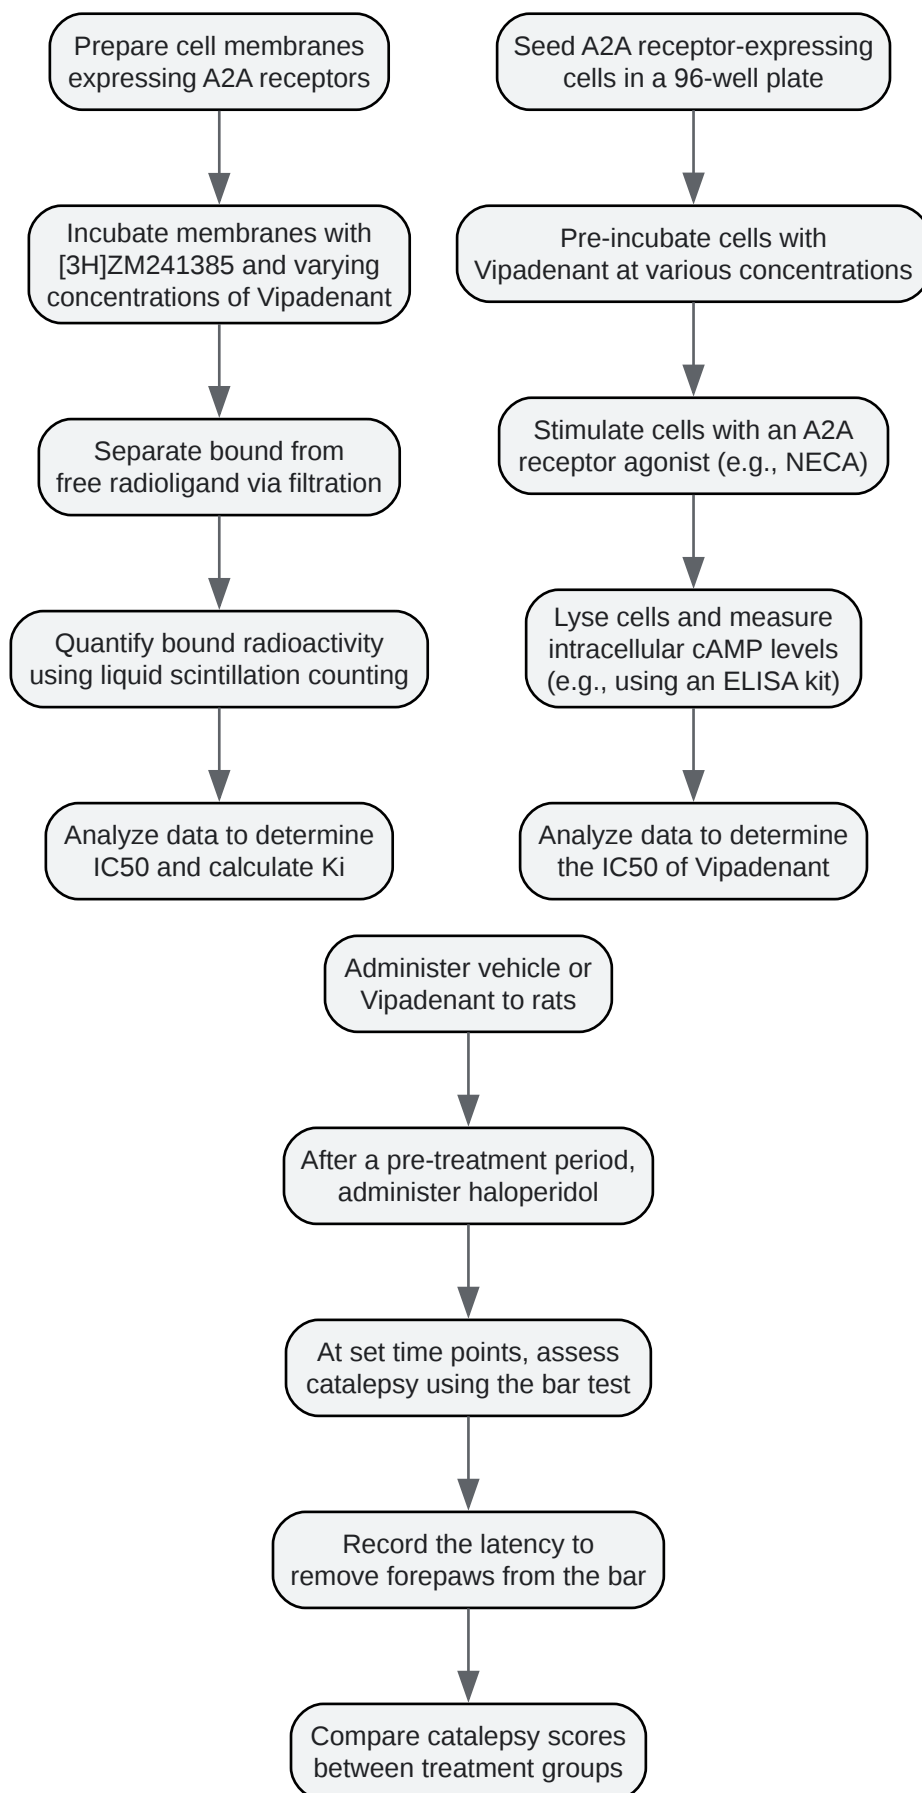 Prepare cell membranes
expressing A2A receptors
Incubate membranes with
[3H]ZM241385 and varying
concentrations of Vipadenant
Separate bound from
free radioligand via filtration
Quantify bound radioactivity
using liquid scintillation counting
Analyze data to determine
IC50 and calculate Ki
Seed A2A receptor-expressing
cells in a 96-well plate
Pre-incubate cells with
Vipadenant at various concentrations
Stimulate cells with an A2A
receptor agonist (e.g., NECA)
Lyse cells and measure
intracellular cAMP levels
(e.g., using an ELISA kit)
Analyze data to determine
the IC50 of Vipadenant
Administer vehicle or
Vipadenant to rats
After a pre-treatment period,
administer haloperidol
At set time points, assess
catalepsy using the bar test
Record the latency to
remove forepaws from the bar
Compare catalepsy scores
between treatment groups